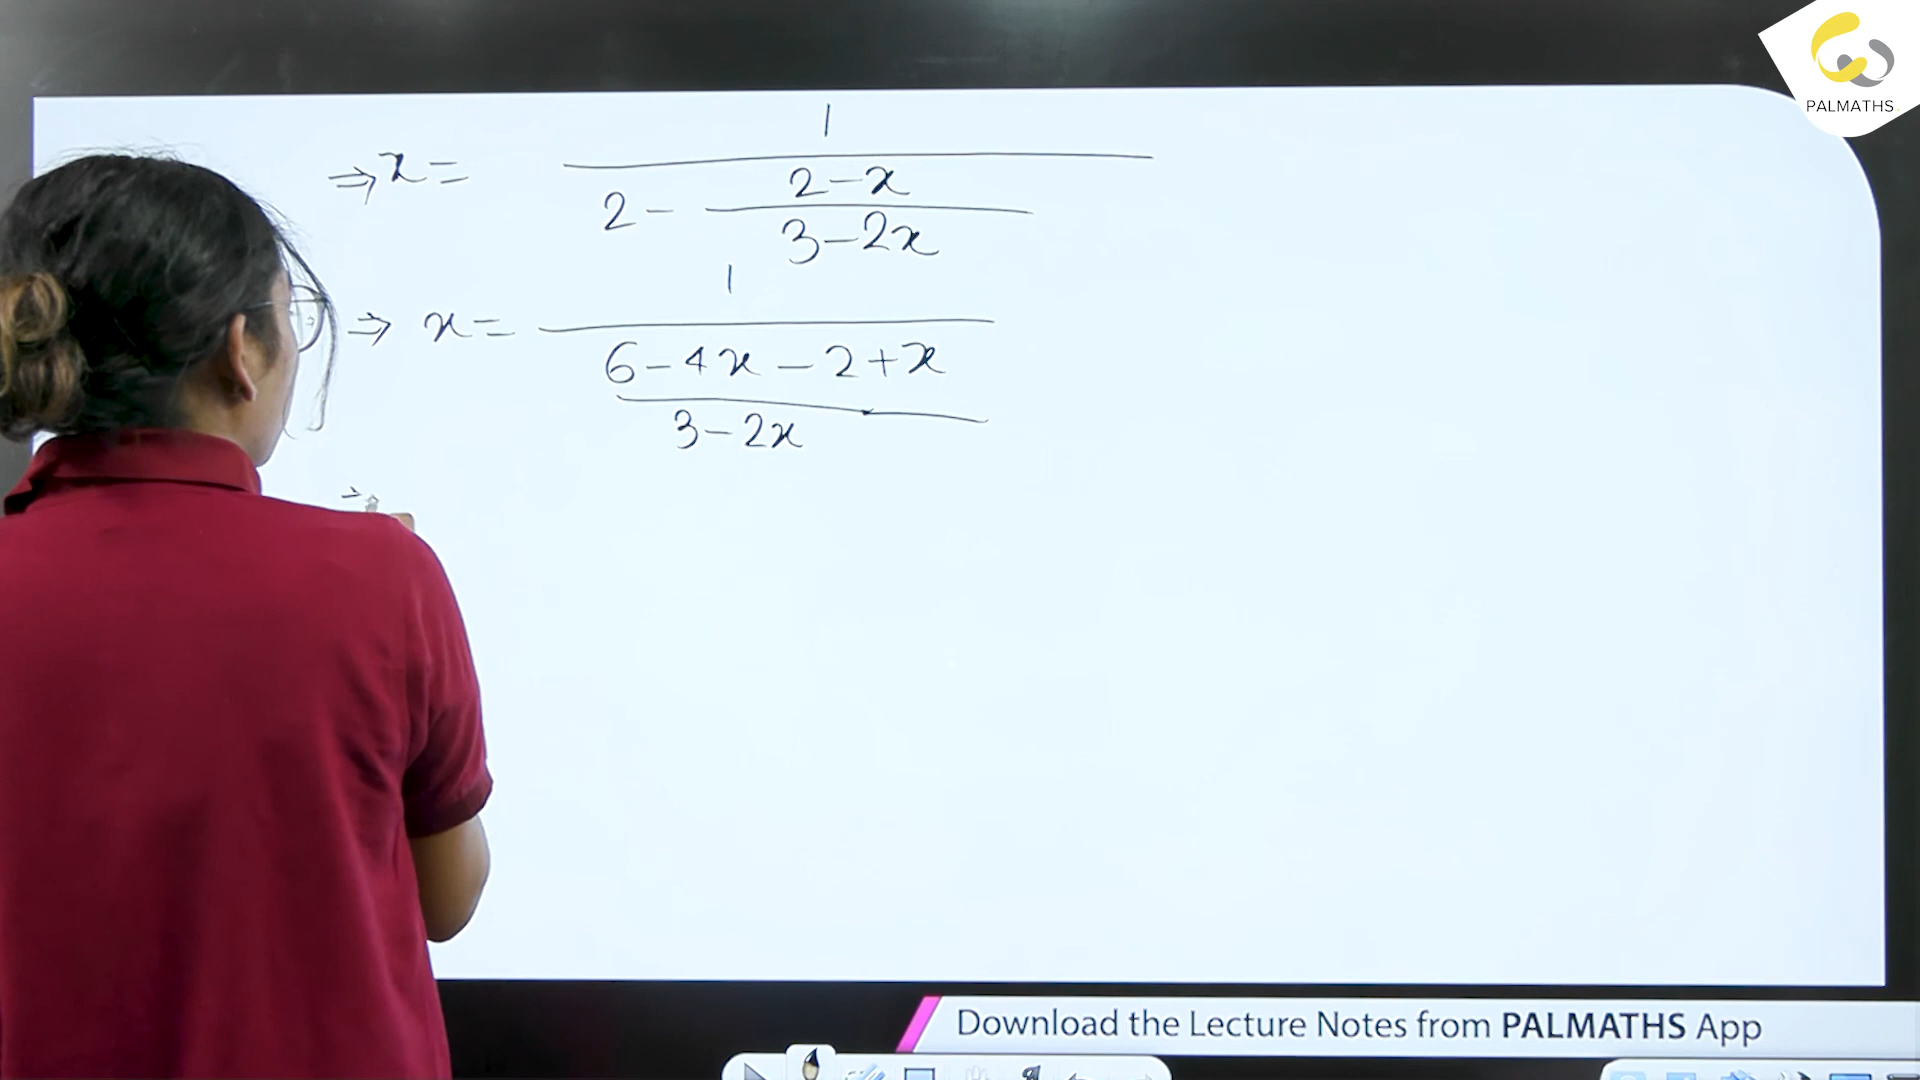 PALMATHS
1
⇒ x =
2 - x
2 -
3 - 2x
1
⇒ x =
6 - 4x - 2 + x
3 - 2x
Download the Lecture Notes from PALMATHS App